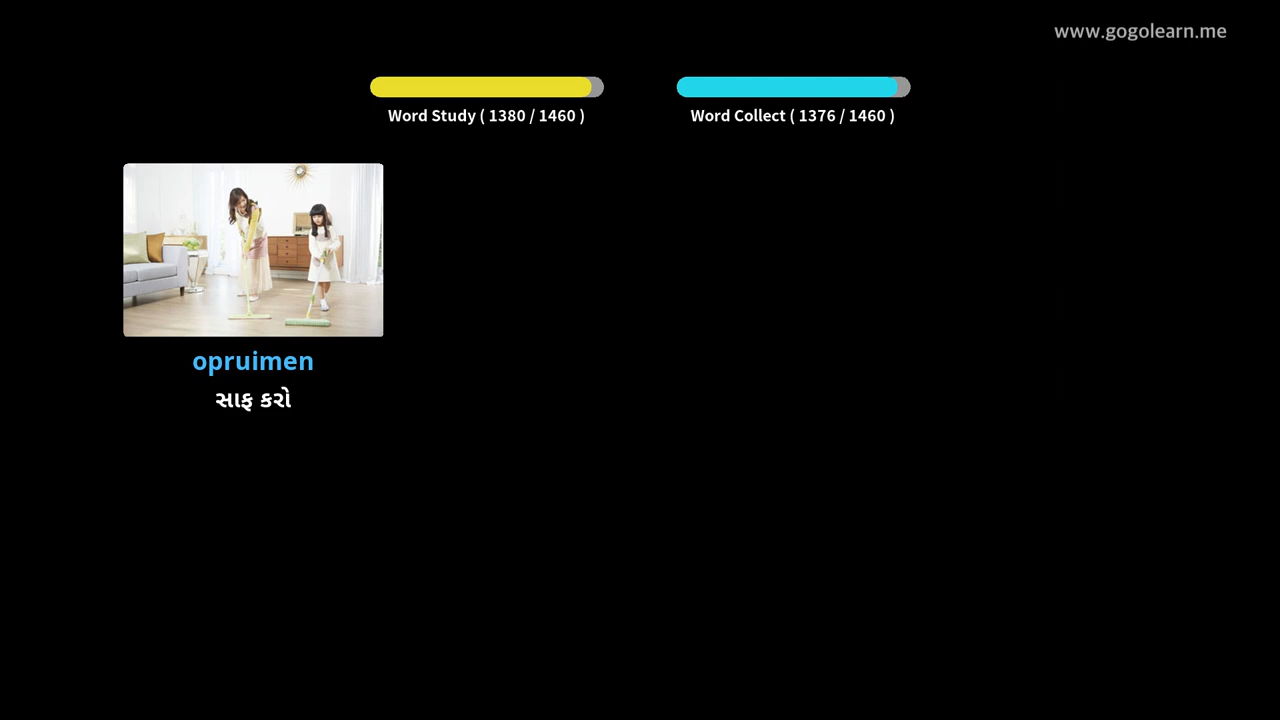 www.gogolearn.me
Word Study ( 1380 / 1460 )
Word Collect ( 1376 / 1460 )
opruimen
સાફ કરો